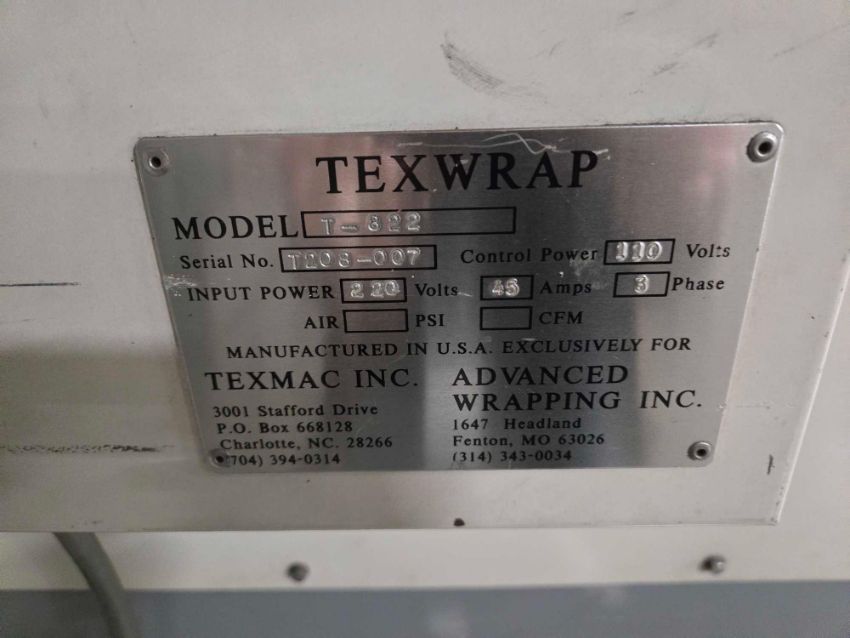 TEXWRAP
MODEL T-822
Serial No. T208-007 Control Power 110 Volts
INPUT POWER 220 Volts 45 Amps 3 Phase
AIR PSI CFM
MANUFACTURED IN U.S.A. EXCLUSIVELY FOR
TEXMAC INC.
3001 Stafford Drive
P.O. Box 668128
Charlotte, NC. 28266
(704) 394-0314
ADVANCED
WRAPPING INC.
1647 Headland
Fenton, MO 63026
(314) 343-0034